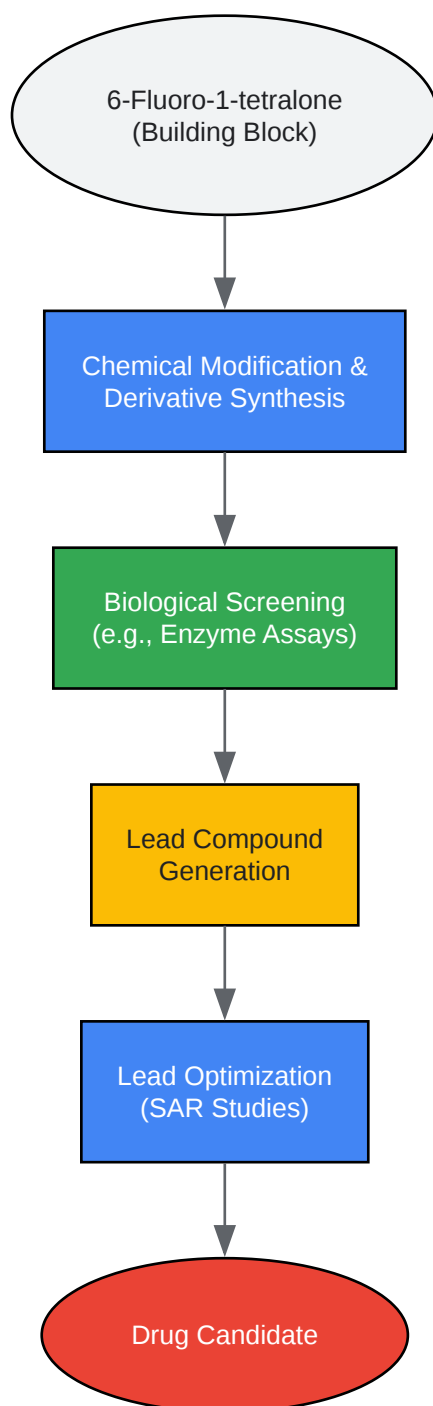 6-Fluoro-1-tetralone
(Building Block)
Chemical Modification &
Derivative Synthesis
Biological Screening
(e.g., Enzyme Assays)
Lead Compound
Generation
Lead Optimization
(SAR Studies)
Drug Candidate